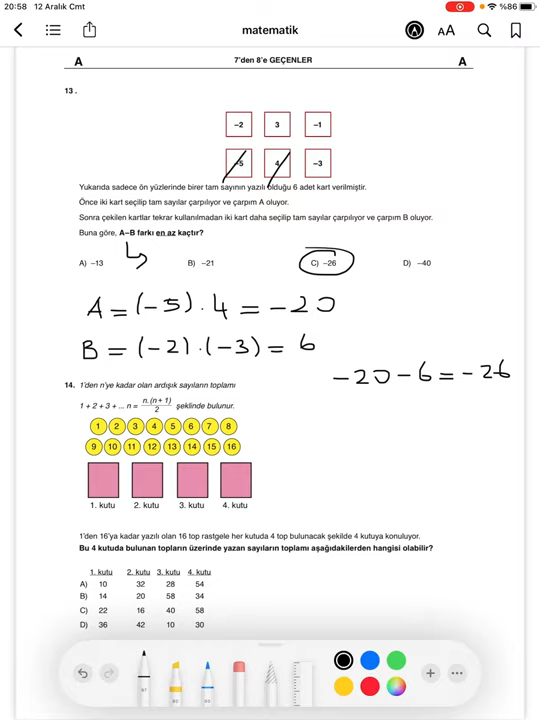 20:58 12 Aralık Cmt %86
matematik AA
A 7'den 8'e GEÇENLER A
13 .
–2 3 –1
–5 4 –3
Yukarıda sadece ön yüzlerinde birer tam sayının yazılı olduğu 6 adet kart verilmiştir.
Önce iki kart seçilip tam sayılar çarpılıyor ve çarpım A oluyor.
Sonra çekilen kartlar tekrar kullanılmadan iki kart daha seçilip tam sayılar çarpılıyor ve çarpım B oluyor.
Buna göre, A–B farkı en az kaçtır?
A) –13 B) –21 C) –26 D) –40
A = (-5) . 4 = -20
B = (-2) . (-3) = 6
-20 - 6 = -26
14. 1'den n'ye kadar olan ardışık sayıların toplamı
1 + 2 + 3 + ... n = n.(n + 1)/2 şeklinde bulunur.
1 2 3 4 5 6 7 8
9 10 11 12 13 14 15 16
1. kutu 2. kutu 3. kutu 4. kutu
1'den 16'ya kadar yazılı olan 16 top rastgele her kutuda 4 top bulunacak şekilde 4 kutuya konuluyor.
Bu 4 kutuda bulunan topların üzerinde yazan sayıların toplamı aşağıdakilerden hangisi olabilir?
1. kutu 2. kutu 3. kutu 4. kutu
A) 10 32 28 54
B) 14 20 58 34
C) 22 16 40 58
D) 36 42 10 30